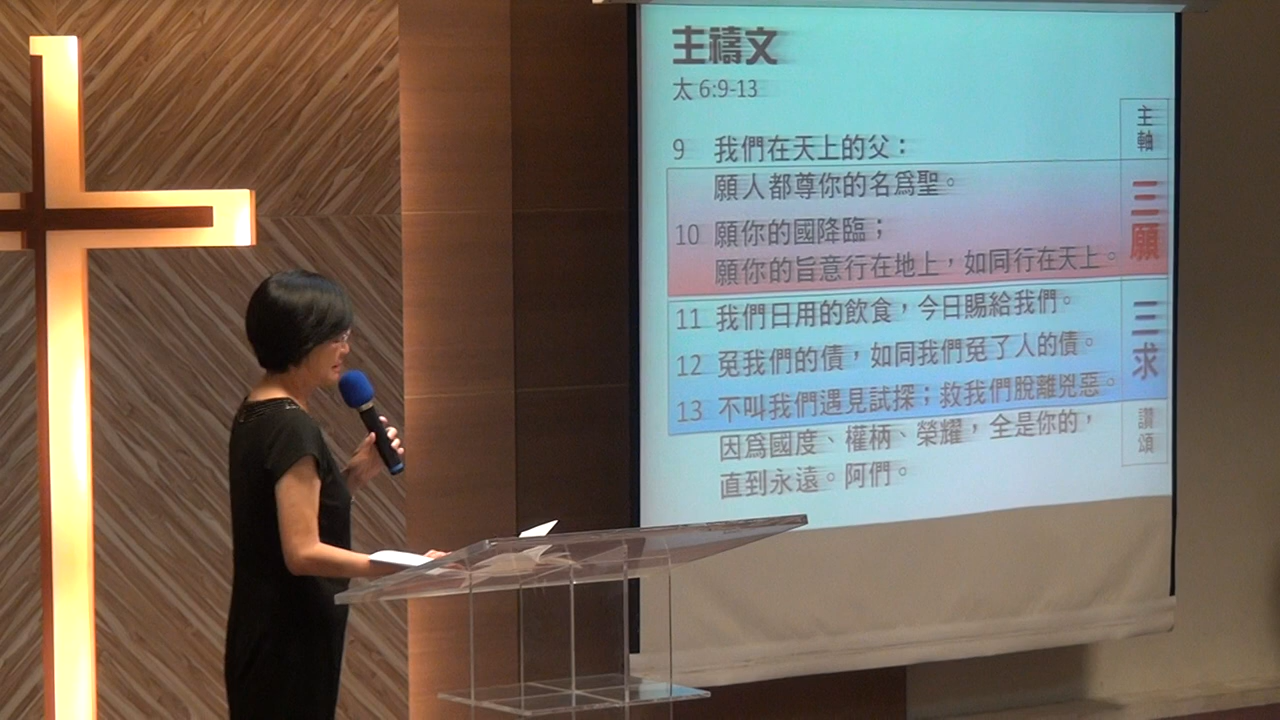 主禱文
太 6:9-13
主軸
9 我們在天上的父：
願人都尊你的名爲聖。
10 願你的國降臨；
願你的旨意行在地上，如同行在天上。
三願
11 我們日用的飲食，今日賜給我們。
12 免我們的債，如同我們免了人的債。
13 不叫我們遇見試探；救我們脫離兇惡。
三求
因爲國度、權柄、榮耀，全是你的，
直到永遠。阿們。
讚頌